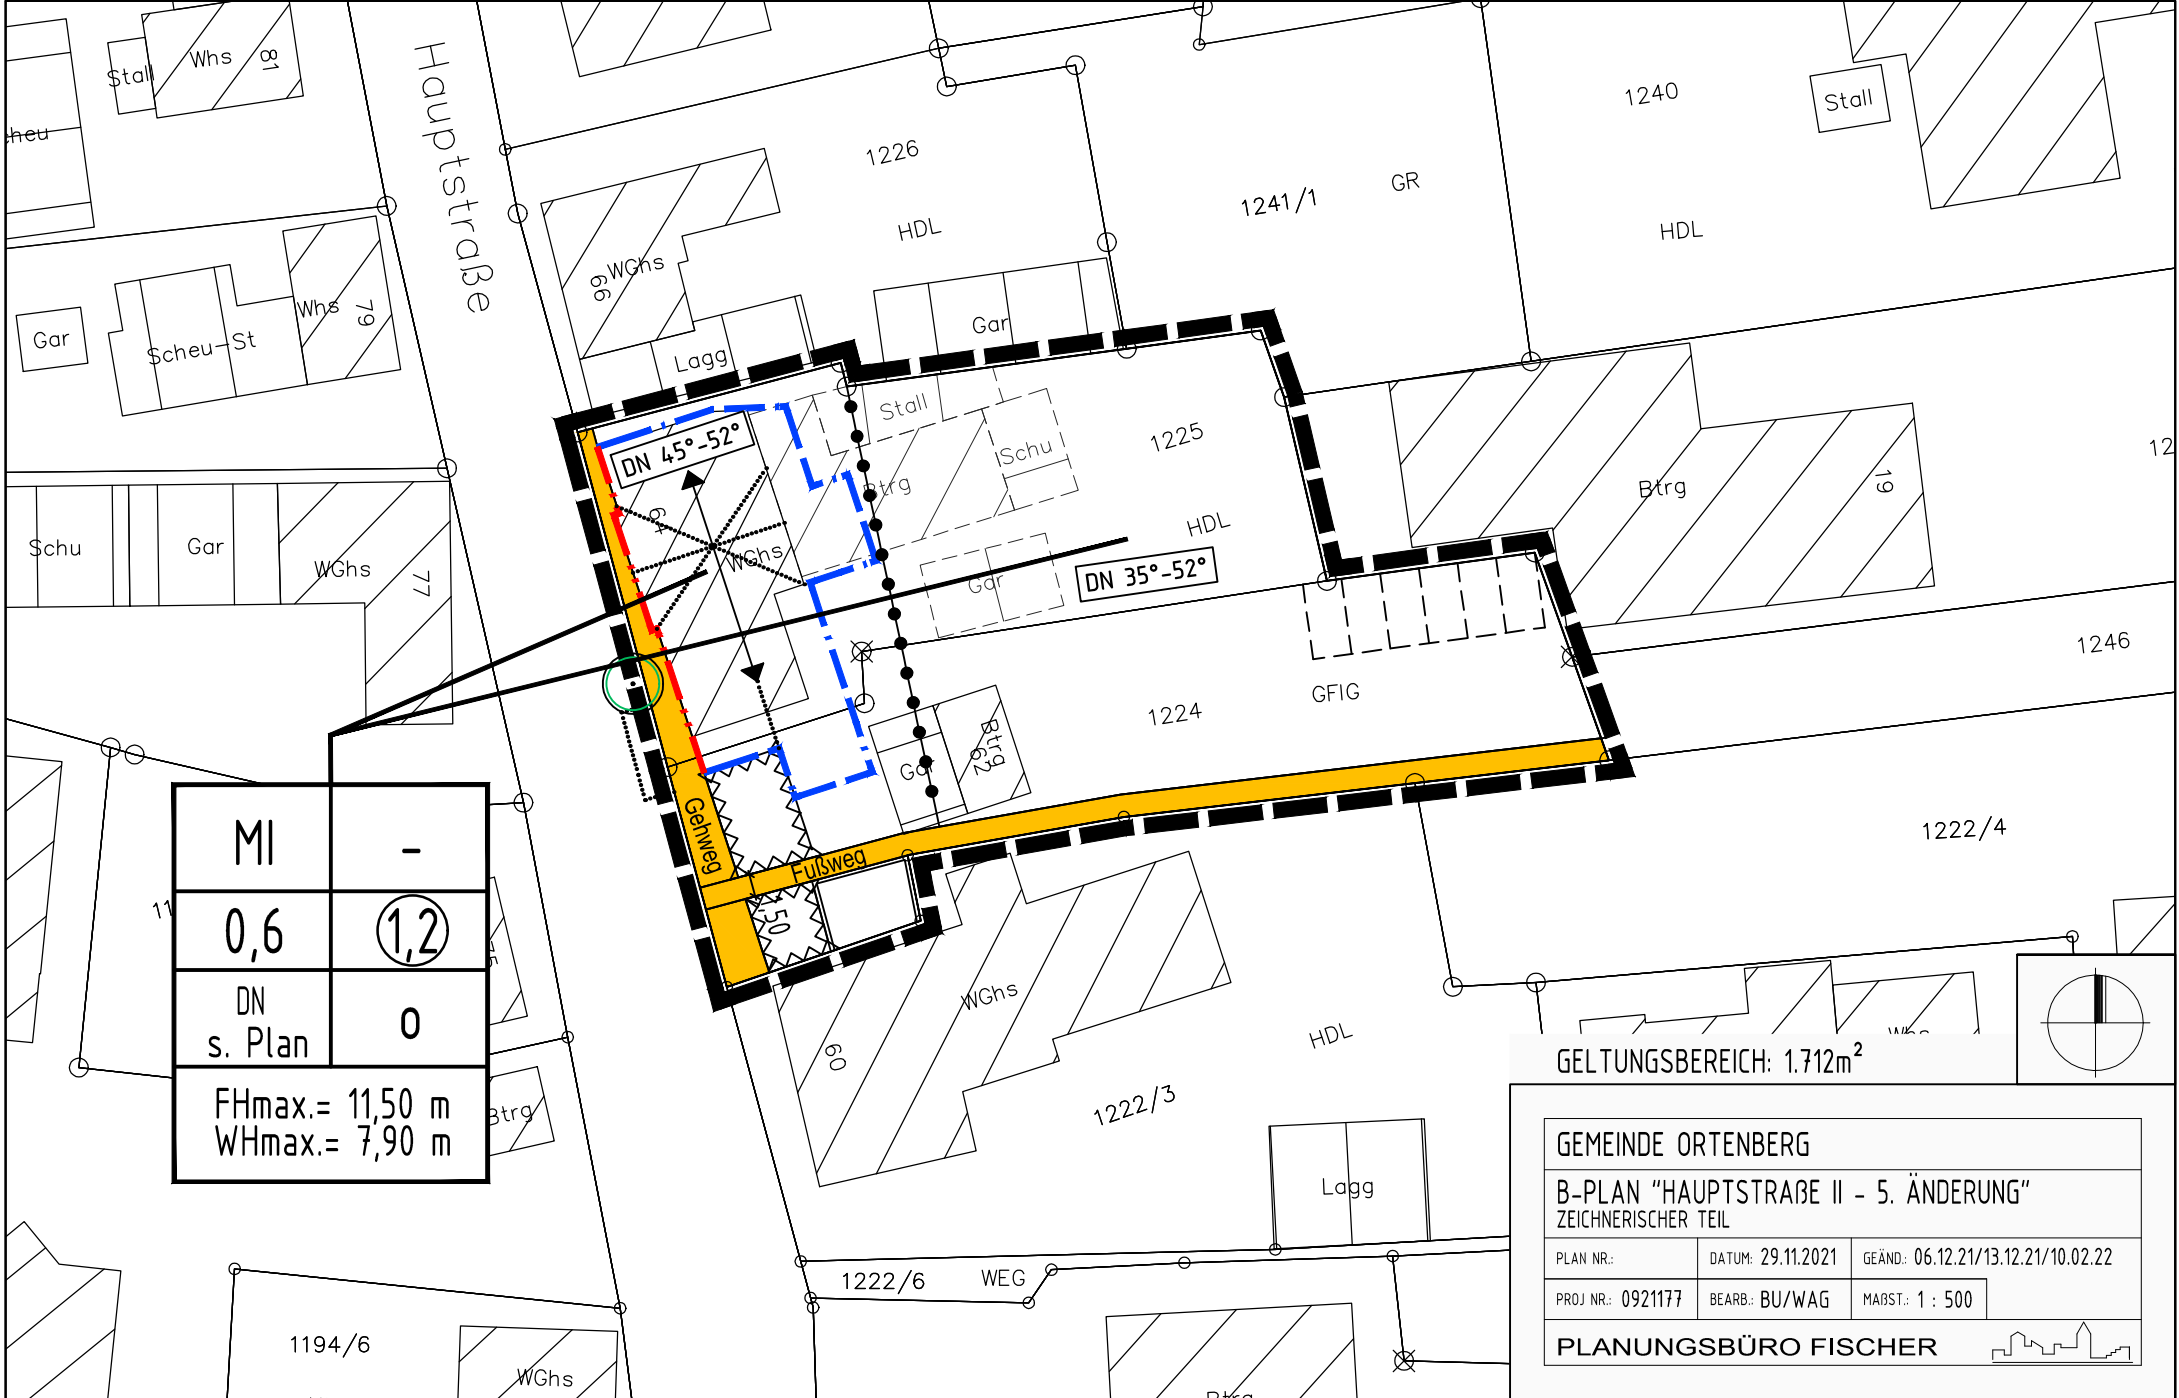 Hauptstraße
Stall
Whs
81
Whs
79
Scheu-St
Gar
Schu
Gar
WGhs
77
1226
HDL
WGhs
66
Lagg
Gar
1241/1
GR
1240
HDL
Stall
DN 45°-52°
64
WGhs
Stall
Btrg
Schu
1225
HDL
Gar
DN 35°-52°
Btrg
19
1224
GFIG
1246
Gar
Btrg
62
Gehweg
Fußweg
1222/4
WGhs
60
HDL
1222/3
Lagg
Btrg
1222/6
WEG
1194/6
WGhs
MI
-
0,6
1,2
DN
s. Plan
o
FHmax.= 11,50 m
WHmax.= 7,90 m
GELTUNGSBEREICH: 1.712m²
GEMEINDE ORTENBERG
B-PLAN "HAUPTSTRAßE II - 5. ÄNDERUNG"
ZEICHNERISCHER TEIL
PLAN NR.:
DATUM: 29.11.2021
GEÄND.: 06.12.21/13.12.21/10.02.22
PROJ NR.: 0921177
BEARB.: BU/WAG
MAßST.: 1 : 500
PLANUNGSBÜRO FISCHER